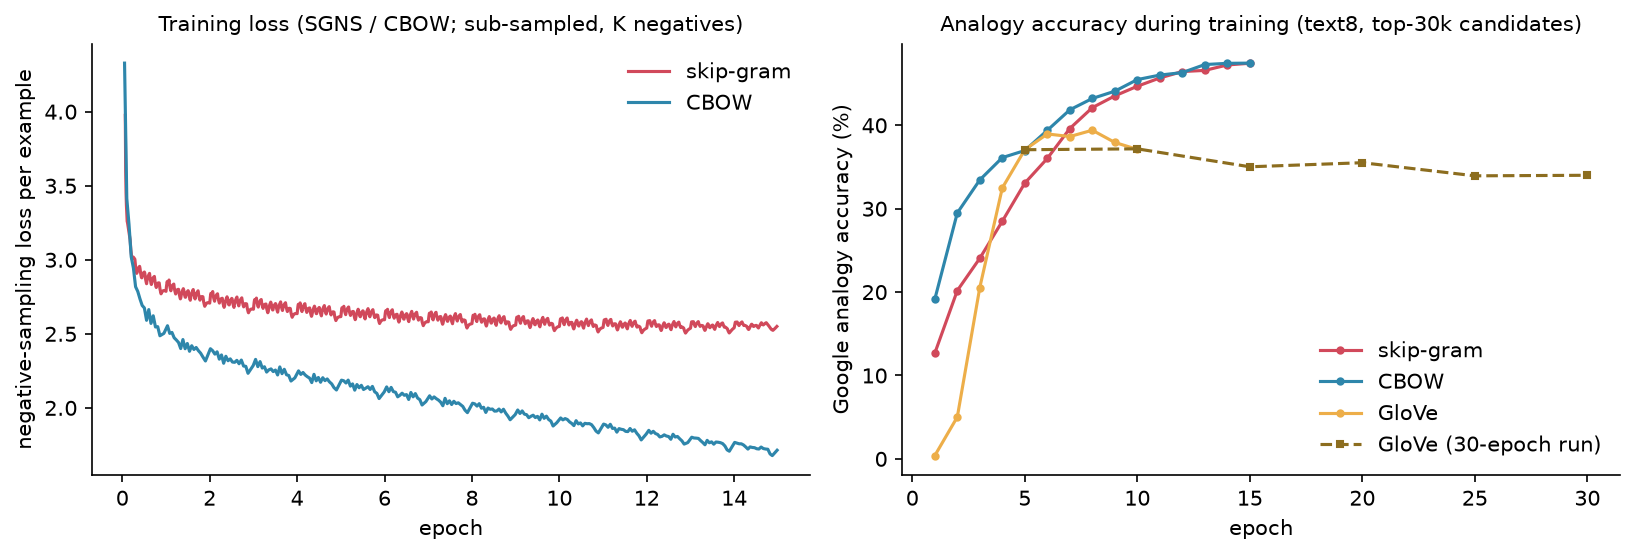 Training loss (SGNS / CBOW; sub-sampled, K negatives)
negative-sampling loss per example
4.0
3.5
3.0
2.5
2.0
skip-gram
CBOW
0 2 4 6 8 10 12 14
epoch
Analogy accuracy during training (text8, top-30k candidates)
Google analogy accuracy (%)
40
30
20
10
0
skip-gram
CBOW
GloVe
GloVe (30-epoch run)
0 5 10 15 20 25 30
epoch